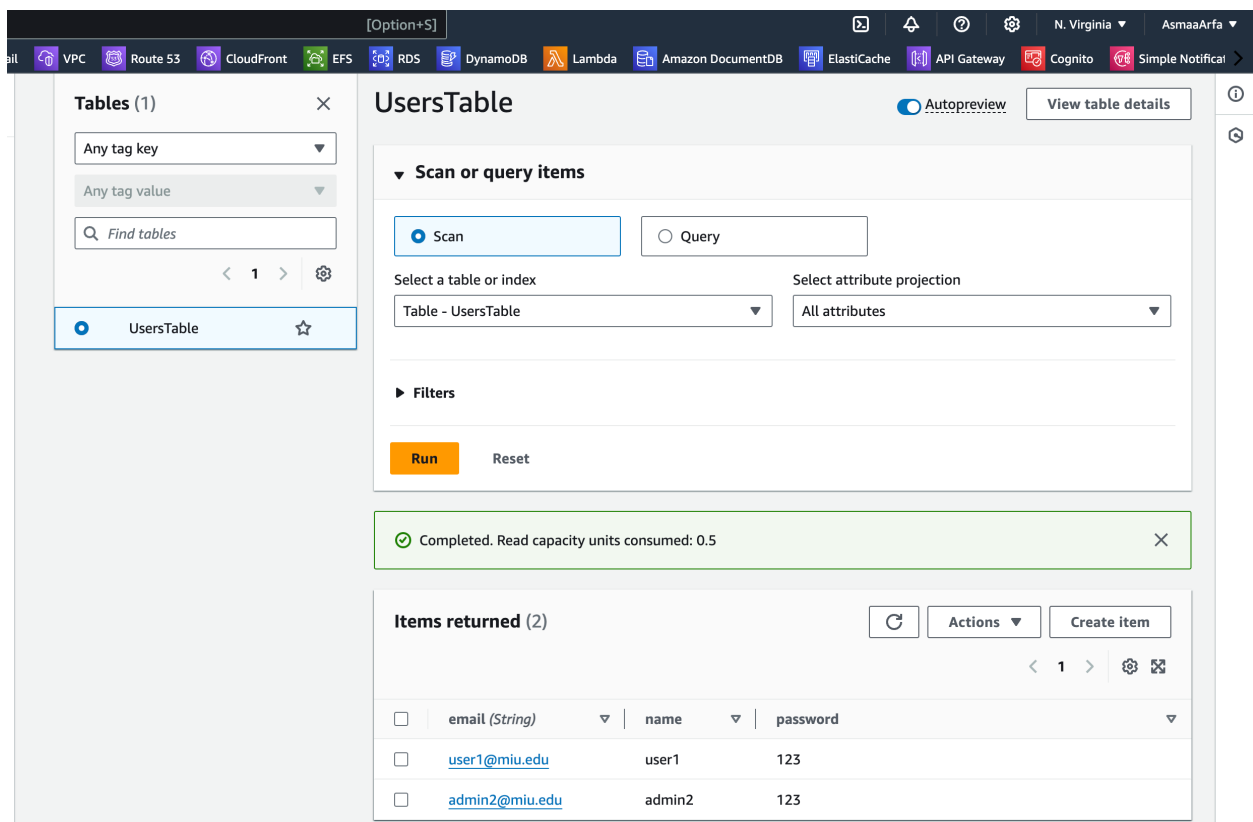 [Option+S] N. Virginia ▼ AsmaaArfa ▼
ail VPC Route 53 CloudFront EFS RDS DynamoDB Lambda Amazon DocumentDB ElastiCache API Gateway Cognito Simple Notificat
Tables (1)
Any tag key
Any tag value
Find tables
1
UsersTable
UsersTable
Autopreview
View table details
Scan or query items
Scan Query
Select a table or index Select attribute projection
Table - UsersTable All attributes
Filters
Run Reset
Completed. Read capacity units consumed: 0.5
Items returned (2)
Actions Create item
1
email (String) name password
user1@miu.edu user1 123
admin2@miu.edu admin2 123